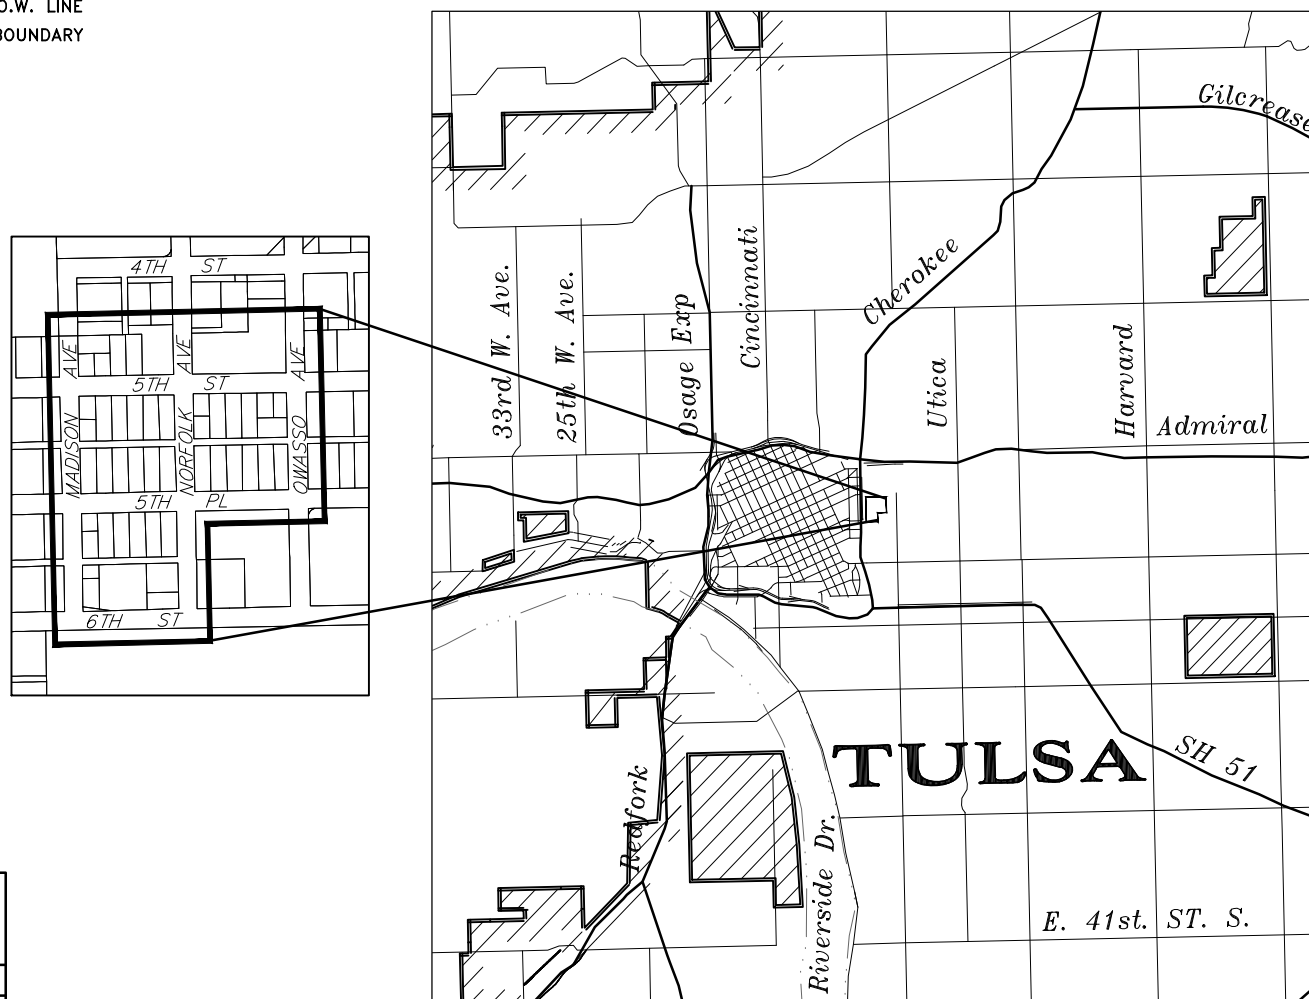 O.W. LINE
BOUNDARY
Gilcrease
4TH ST
AVE
AVE
AVE
5TH ST
MADISON
NORFOLK
OWASSO
5TH PL
6TH ST
33rd W. Ave.
25th W. Ave.
Osage Exp
Cincinnati
Cherokee
Utica
Harvard
Admiral
TULSA
SH 51
Redfork
Riverside Dr.
E. 41st. ST. S.